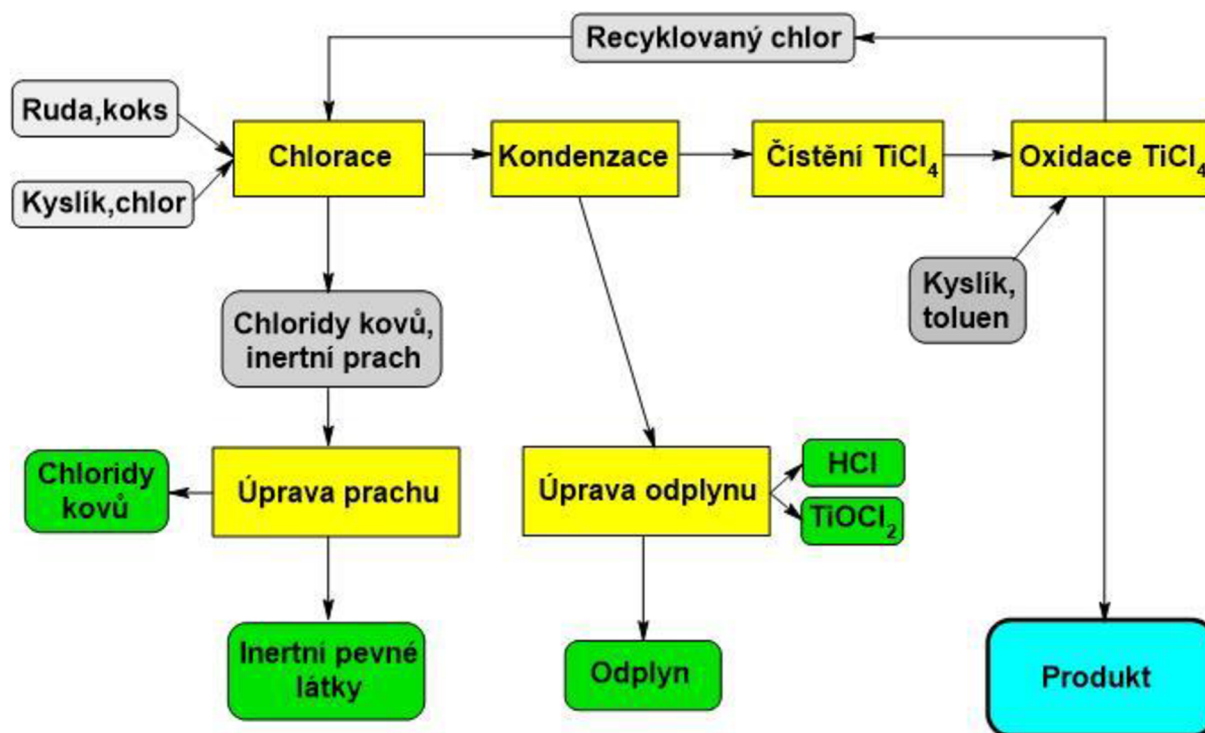 Recyklovaný chlor
Ruda,koks
Kyslík,chlor
Chlorace
Kondenzace
Čístění TiCl₄
Oxidace TiCl₄
Kyslík,
toluen
Chloridy kovů,
inertní prach
Chloridy
kovů
Úprava prachu
Úprava odplynu
HCl
TiOCl₂
Inertní pevné
látky
Odplyn
Produkt